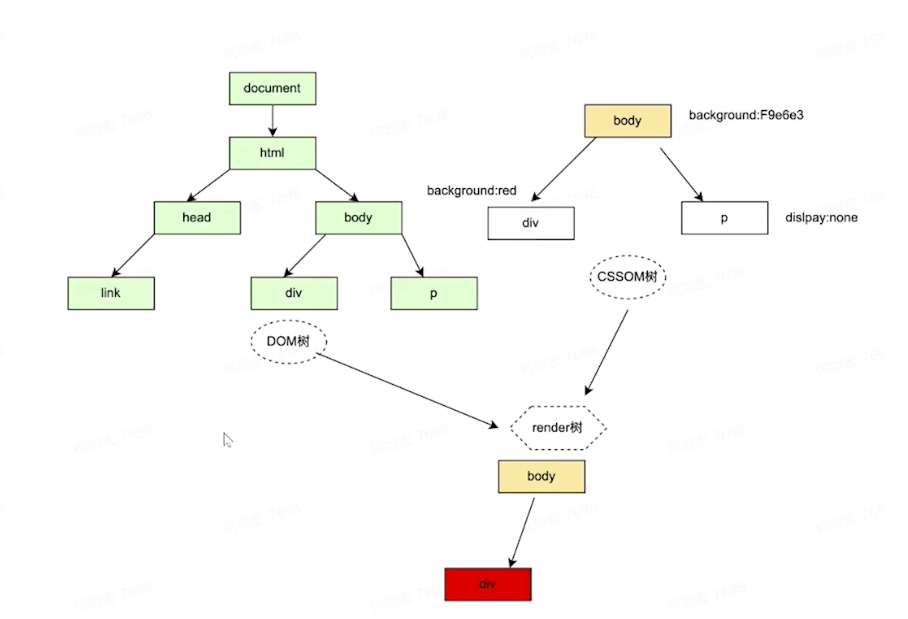 document
html
head
body
link
div
p
DOM树
body
background:F9e6e3
background:red
div
p
dislpay:none
CSSOM树
render树
body
div